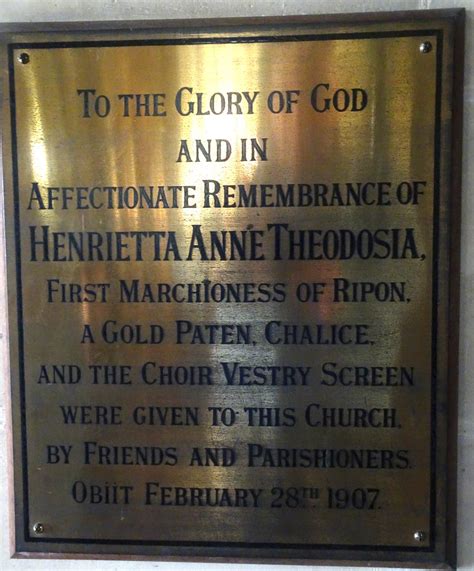 TO THE GLORY OF GOD
AND IN
AFFECTIONATE REMEMBRANCE OF
HENRIETTA ANNE THEODOSIA,
FIRST MARCHIONESS OF RIPON,
A GOLD PATEN, CHALICE,
AND THE CHOIR VESTRY SCREEN
WERE GIVEN TO THIS CHURCH,
BY FRIENDS AND PARISHIONERS.
OBIIT FEBRUARY 28TH 1907.